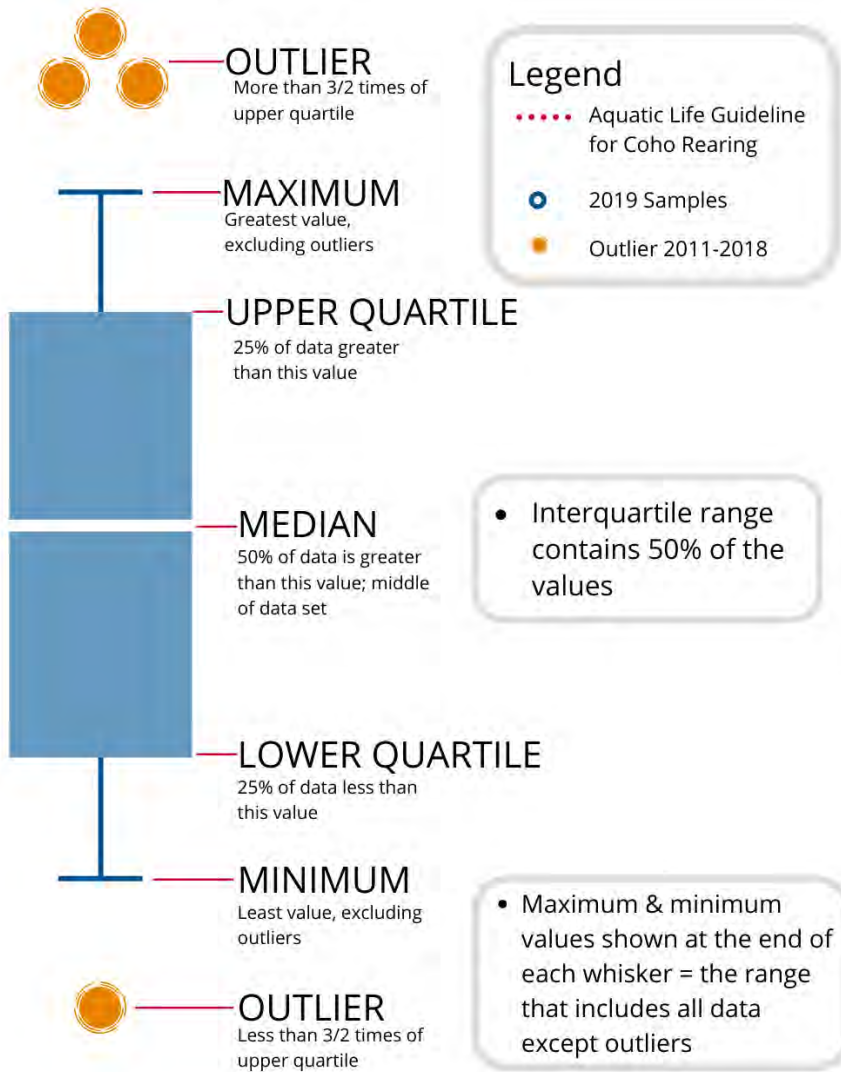 OUTLIER
More than 3/2 times of
upper quartile
MAXIMUM
Greatest value,
excluding outliers
UPPER QUARTILE
25% of data greater
than this value
MEDIAN
50% of data is greater
than this value; middle
of data set
LOWER QUARTILE
25% of data less than
this value
MINIMUM
Least value, excluding
outliers
OUTLIER
Less than 3/2 times of
upper quartile
Legend
Aquatic Life Guideline
for Coho Rearing
2019 Samples
Outlier 2011-2018
• Interquartile range
contains 50% of the
values
• Maximum & minimum
values shown at the end of
each whisker = the range
that includes all data
except outliers